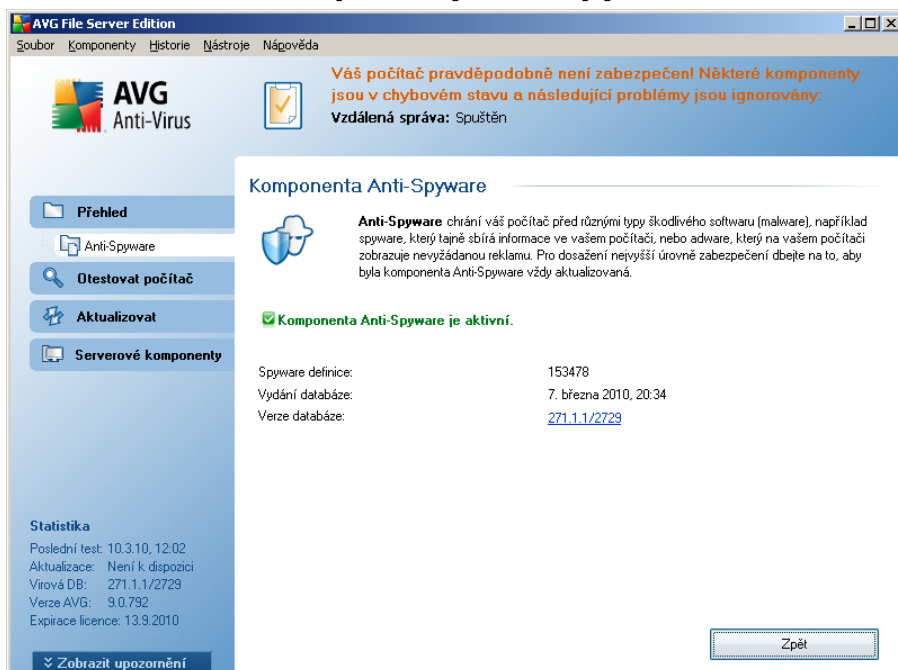 AVG File Server Edition
Soubor Komponenty Historie Nástroje Nápověda
AVG
Anti-Virus
Váš počítač pravděpodobně není zabezpečen! Některé komponenty
jsou v chybovém stavu a následující problémy jsou ignorovány:
Vzdálená správa: Spuštěn
Přehled
Anti-Spyware
Otestovat počítač
Aktualizovat
Serverové komponenty
Komponenta Anti-Spyware
Anti-Spyware chrání váš počítač před různými typy škodlivého softwaru (malware), například
spyware, který tajně sbírá informace ve vašem počítači, nebo adware, který na vašem počítači
zobrazuje nevyžádanou reklamu. Pro dosažení nejvyšší úrovně zabezpečení dbejte na to, aby
byla komponenta Anti-Spyware vždy aktualizovaná.
Komponenta Anti-Spyware je aktivní.
Spyware definice: 153478
Vydání databáze: 7. března 2010, 20:34
Verze databáze: 271.1.1/2729
Statistika
Poslední test: 10.3.10, 12:02
Aktualizace: Není k dispozici
Virová DB: 271.1.1/2729
Verze AVG: 9.0.792
Expirace licence: 13.9.2010
Zobrazit upozornění
Zpět